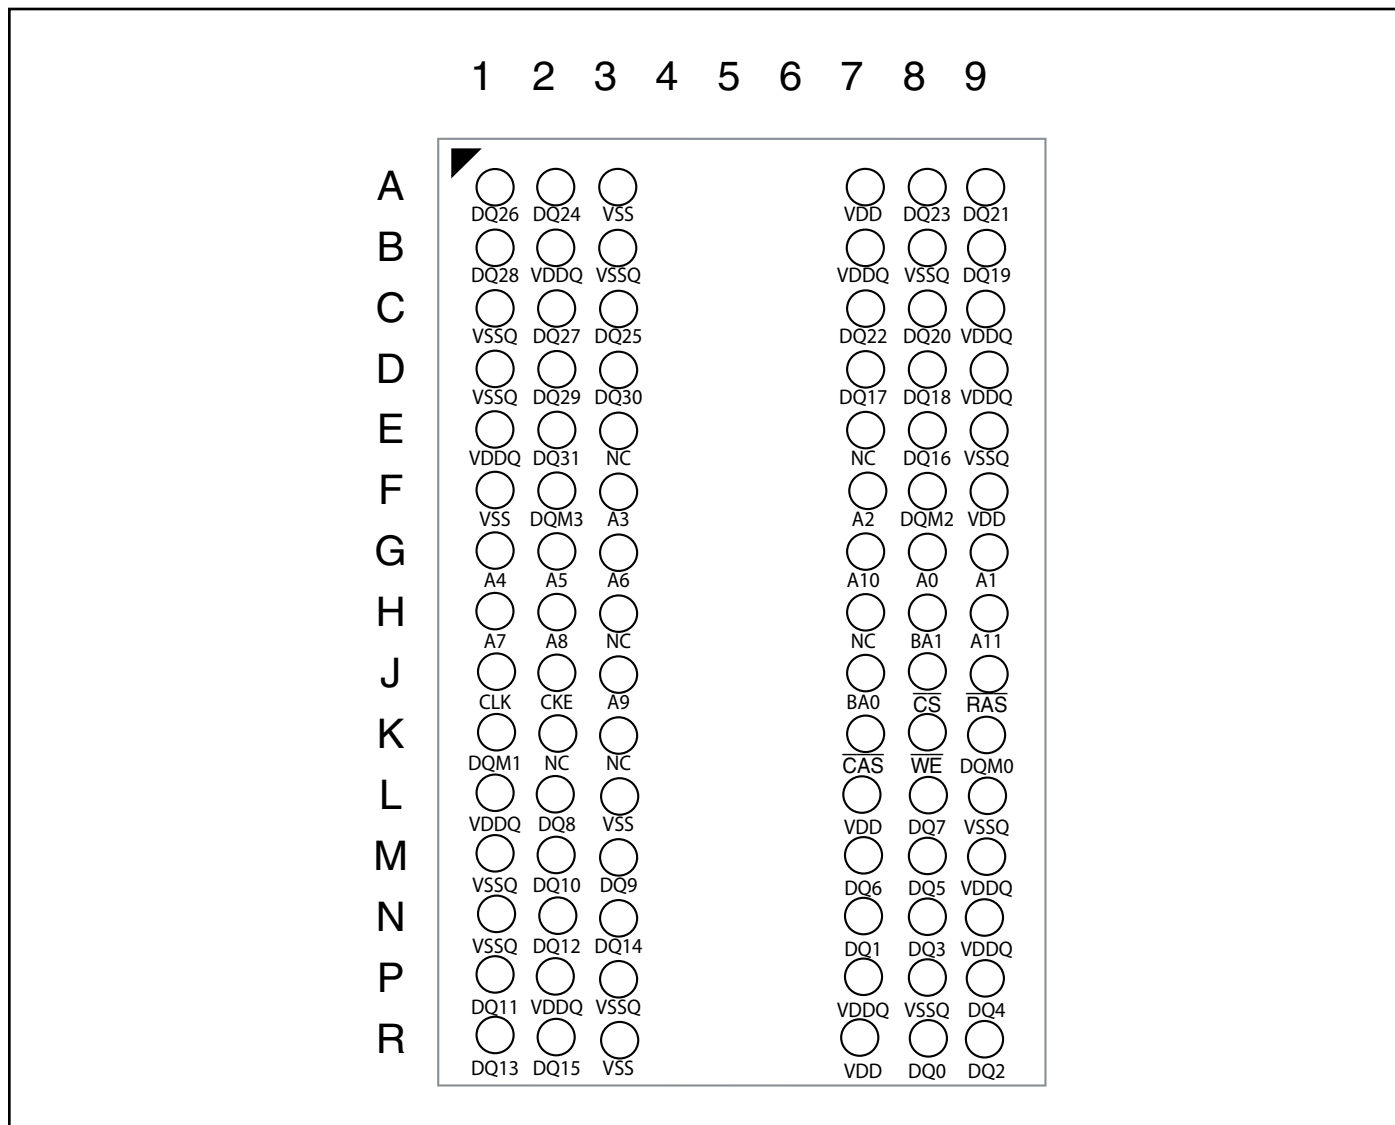 1 2 3 4 5 6 7 8 9
A
DQ26 DQ24 VSS VDD DQ23 DQ21
B
DQ28 VDDQ VSSQ VDDQ VSSQ DQ19
C
VSSQ DQ27 DQ25 DQ22 DQ20 VDDQ
D
VSSQ DQ29 DQ30 DQ17 DQ18 VDDQ
E
VDDQ DQ31 NC NC DQ16 VSSQ
F
VSS DQM3 A3 A2 DQM2 VDD
G
A4 A5 A6 A10 A0 A1
H
A7 A8 NC NC BA1 A11
J
CLK CKE A9 BA0 C̅S̅ R̅A̅S̅
K
DQM1 NC NC C̅A̅S̅ W̅E̅ DQM0
L
VDDQ DQ8 VSS VDD DQ7 VSSQ
M
VSSQ DQ10 DQ9 DQ6 DQ5 VDDQ
N
VSSQ DQ12 DQ14 DQ1 DQ3 VDDQ
P
DQ11 VDDQ VSSQ VDDQ VSSQ DQ4
R
DQ13 DQ15 VSS VDD DQ0 DQ2